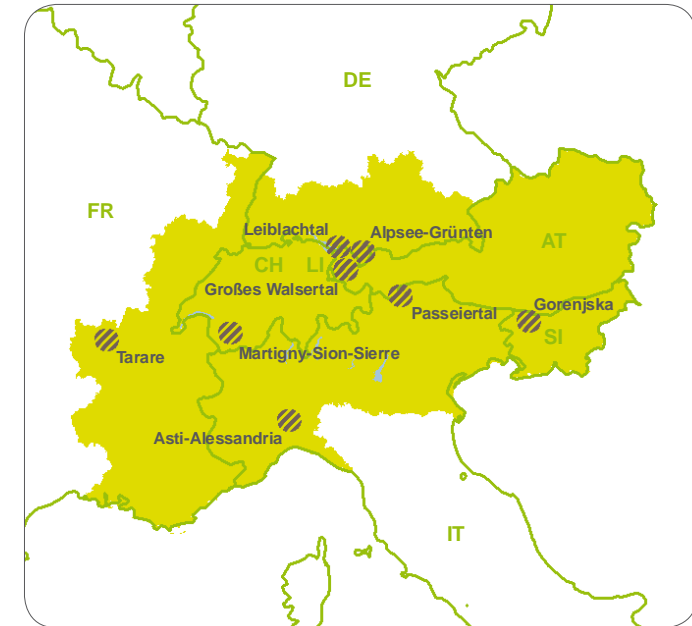 DE
FR
Leiblachtal
Alpsee-Grünten
AT
CH
LI
Großes Walsertal
Passeiertal
Gorenjska
SI
Tarare
Martigny-Sion-Sierre
Asti-Alessandria
IT